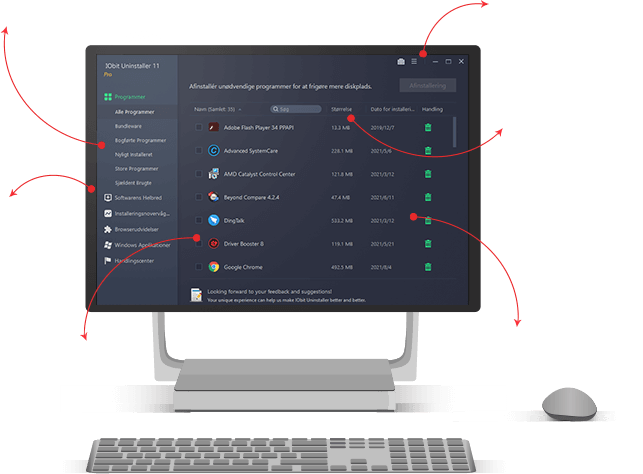 IObit Uninstaller 11
Pro
Programmer
Alle Programmer
Bundleware
Bogførte Programmer
Nyligt Installeret
Store Programmer
Sjældent Brugte
Softwarens Helbred
Installeringsovervåg...
Browserudvidelser
Windows Applikationer
Handlingscenter
Afinstallér unødvendige programmer for at frigøre mere diskplads.
Afinstallering
Navn (Samlet: 35)
Søg
Størrelse
Dato for installeri...
Handling
Adobe Flash Player 34 PPAPI 13.3 MB 2019/12/7
Advanced SystemCare 228.1 MB 2021/5/6
AMD Catalyst Control Center 121.8 MB 2021/3/12
Beyond Compare 4.2.4 47.4 MB 2021/6/11
DingTalk 533.2 MB 2021/3/12
Driver Booster 8 119.1 MB 2021/5/21
Google Chrome 492.5 MB 2021/8/4
Looking forward to your feedback and suggestions!
Your unique experience can help us make IObit Uninstaller better and better.